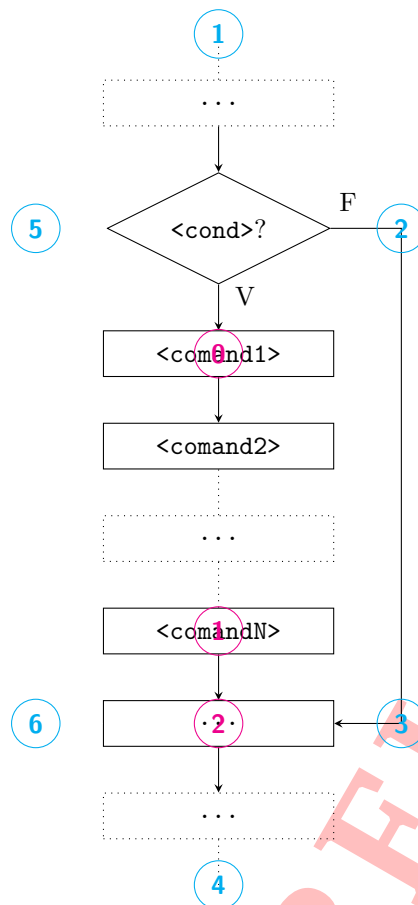 1
...
F
5 <cond>? 2
V
<comand1> 0
<comand2>
...
<comandN> 1
6 ... 2 3
...
4